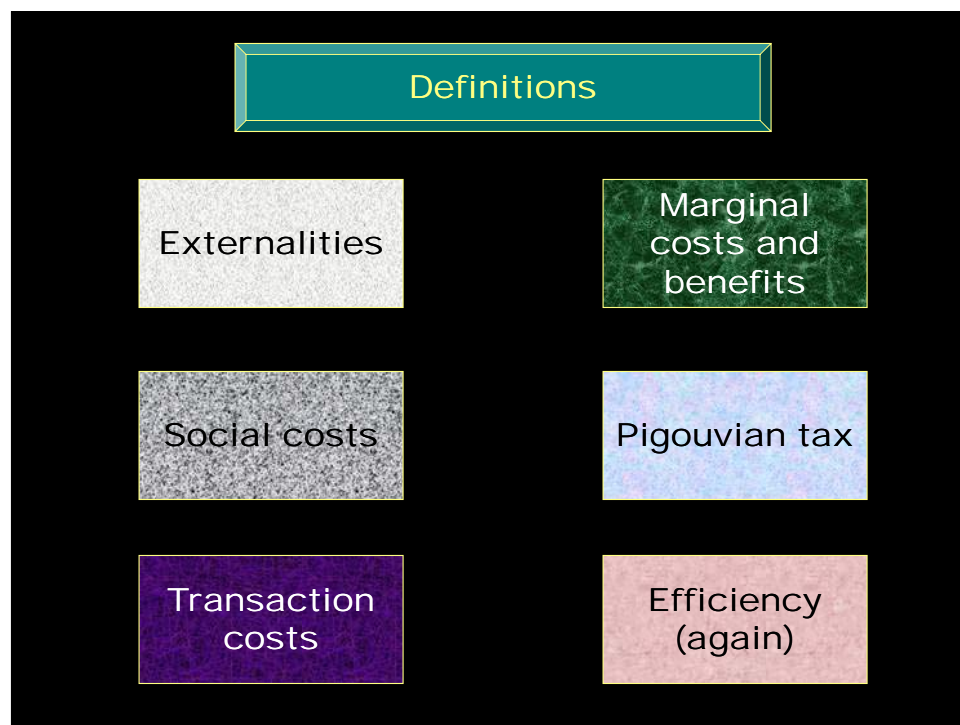 Definitions
Externalities
Marginal
costs and
benefits
Social costs
Pigouvian tax
Transaction
costs
Efficiency
(again)